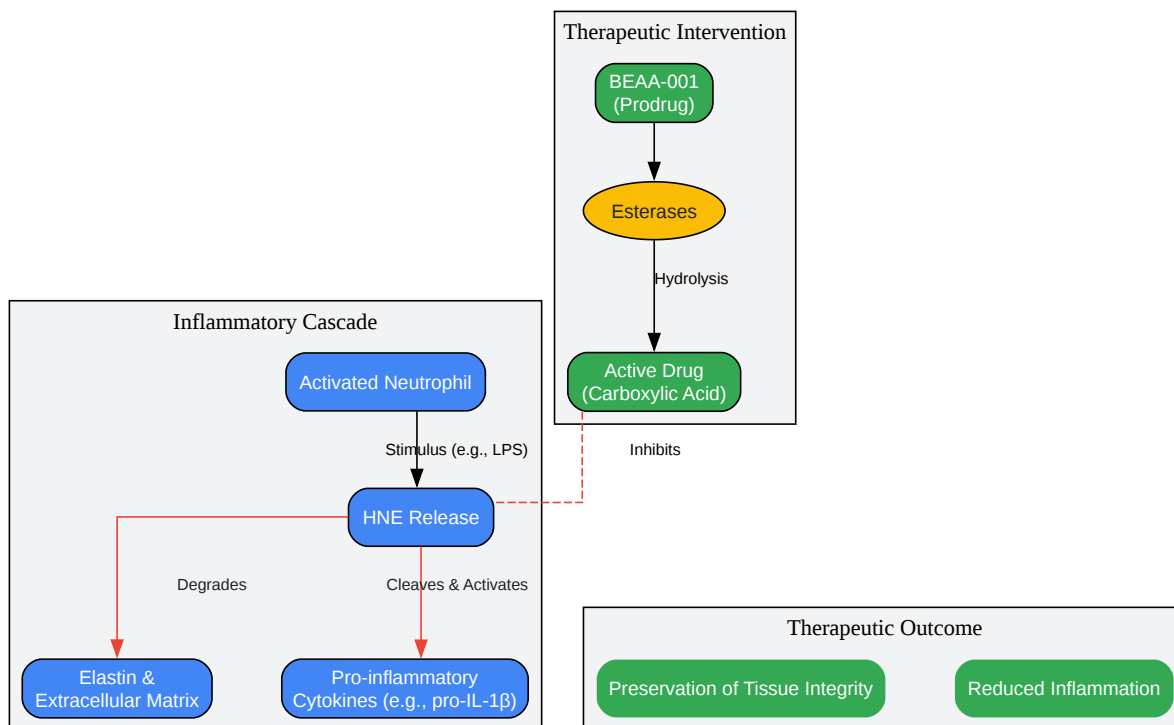 Therapeutic Intervention
BEAA-001
(Prodrug)
Esterases
Hydrolysis
Active Drug
(Carboxylic Acid)
Inhibits
Inflammatory Cascade
Activated Neutrophil
Stimulus (e.g., LPS)
HNE Release
Degrades
Cleaves & Activates
Elastin &
Extracellular Matrix
Pro-inflammatory
Cytokines (e.g., pro-IL-1β)
Therapeutic Outcome
Preservation of Tissue Integrity
Reduced Inflammation